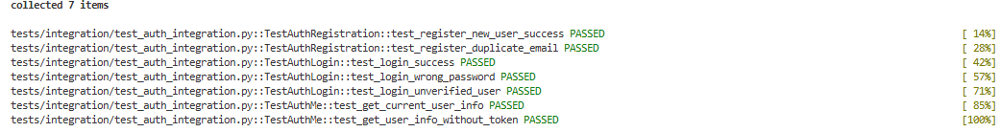 collected 7 items
tests/integration/test_auth_integration.py::TestAuthRegistration::test_register_new_user_success PASSED [ 14%]
tests/integration/test_auth_integration.py::TestAuthRegistration::test_register_duplicate_email PASSED [ 28%]
tests/integration/test_auth_integration.py::TestAuthLogin::test_login_success PASSED [ 42%]
tests/integration/test_auth_integration.py::TestAuthLogin::test_login_wrong_password PASSED [ 57%]
tests/integration/test_auth_integration.py::TestAuthLogin::test_login_unverified_user PASSED [ 71%]
tests/integration/test_auth_integration.py::TestAuthMe::test_get_current_user_info PASSED [ 85%]
tests/integration/test_auth_integration.py::TestAuthMe::test_get_user_info_without_token PASSED [100%]